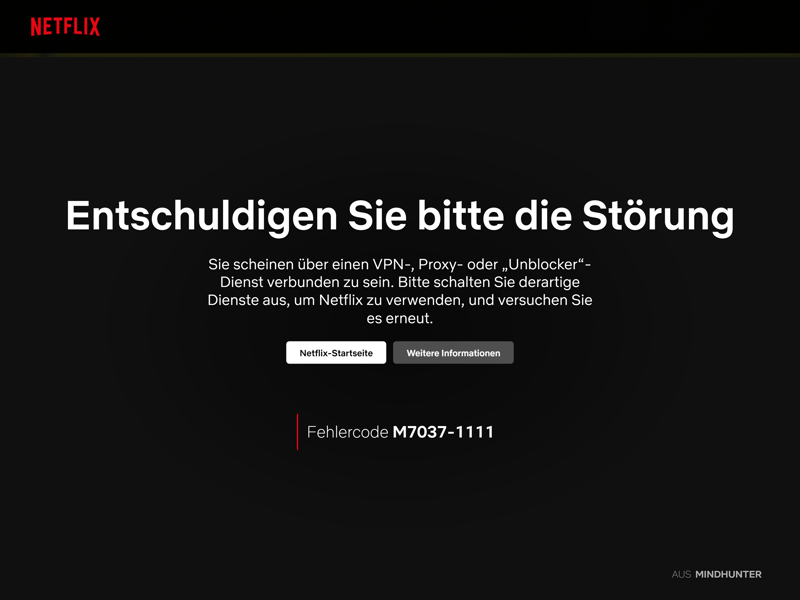 NETFLIX
Entschuldigen Sie bitte die Störung
Sie scheinen über einen VPN-, Proxy- oder „Unblocker“-
Dienst verbunden zu sein. Bitte schalten Sie derartige
Dienste aus, um Netflix zu verwenden, und versuchen Sie
es erneut.
Netflix-Startseite
Weitere Informationen
Fehlercode M7037-1111
AUS MINDHUNTER